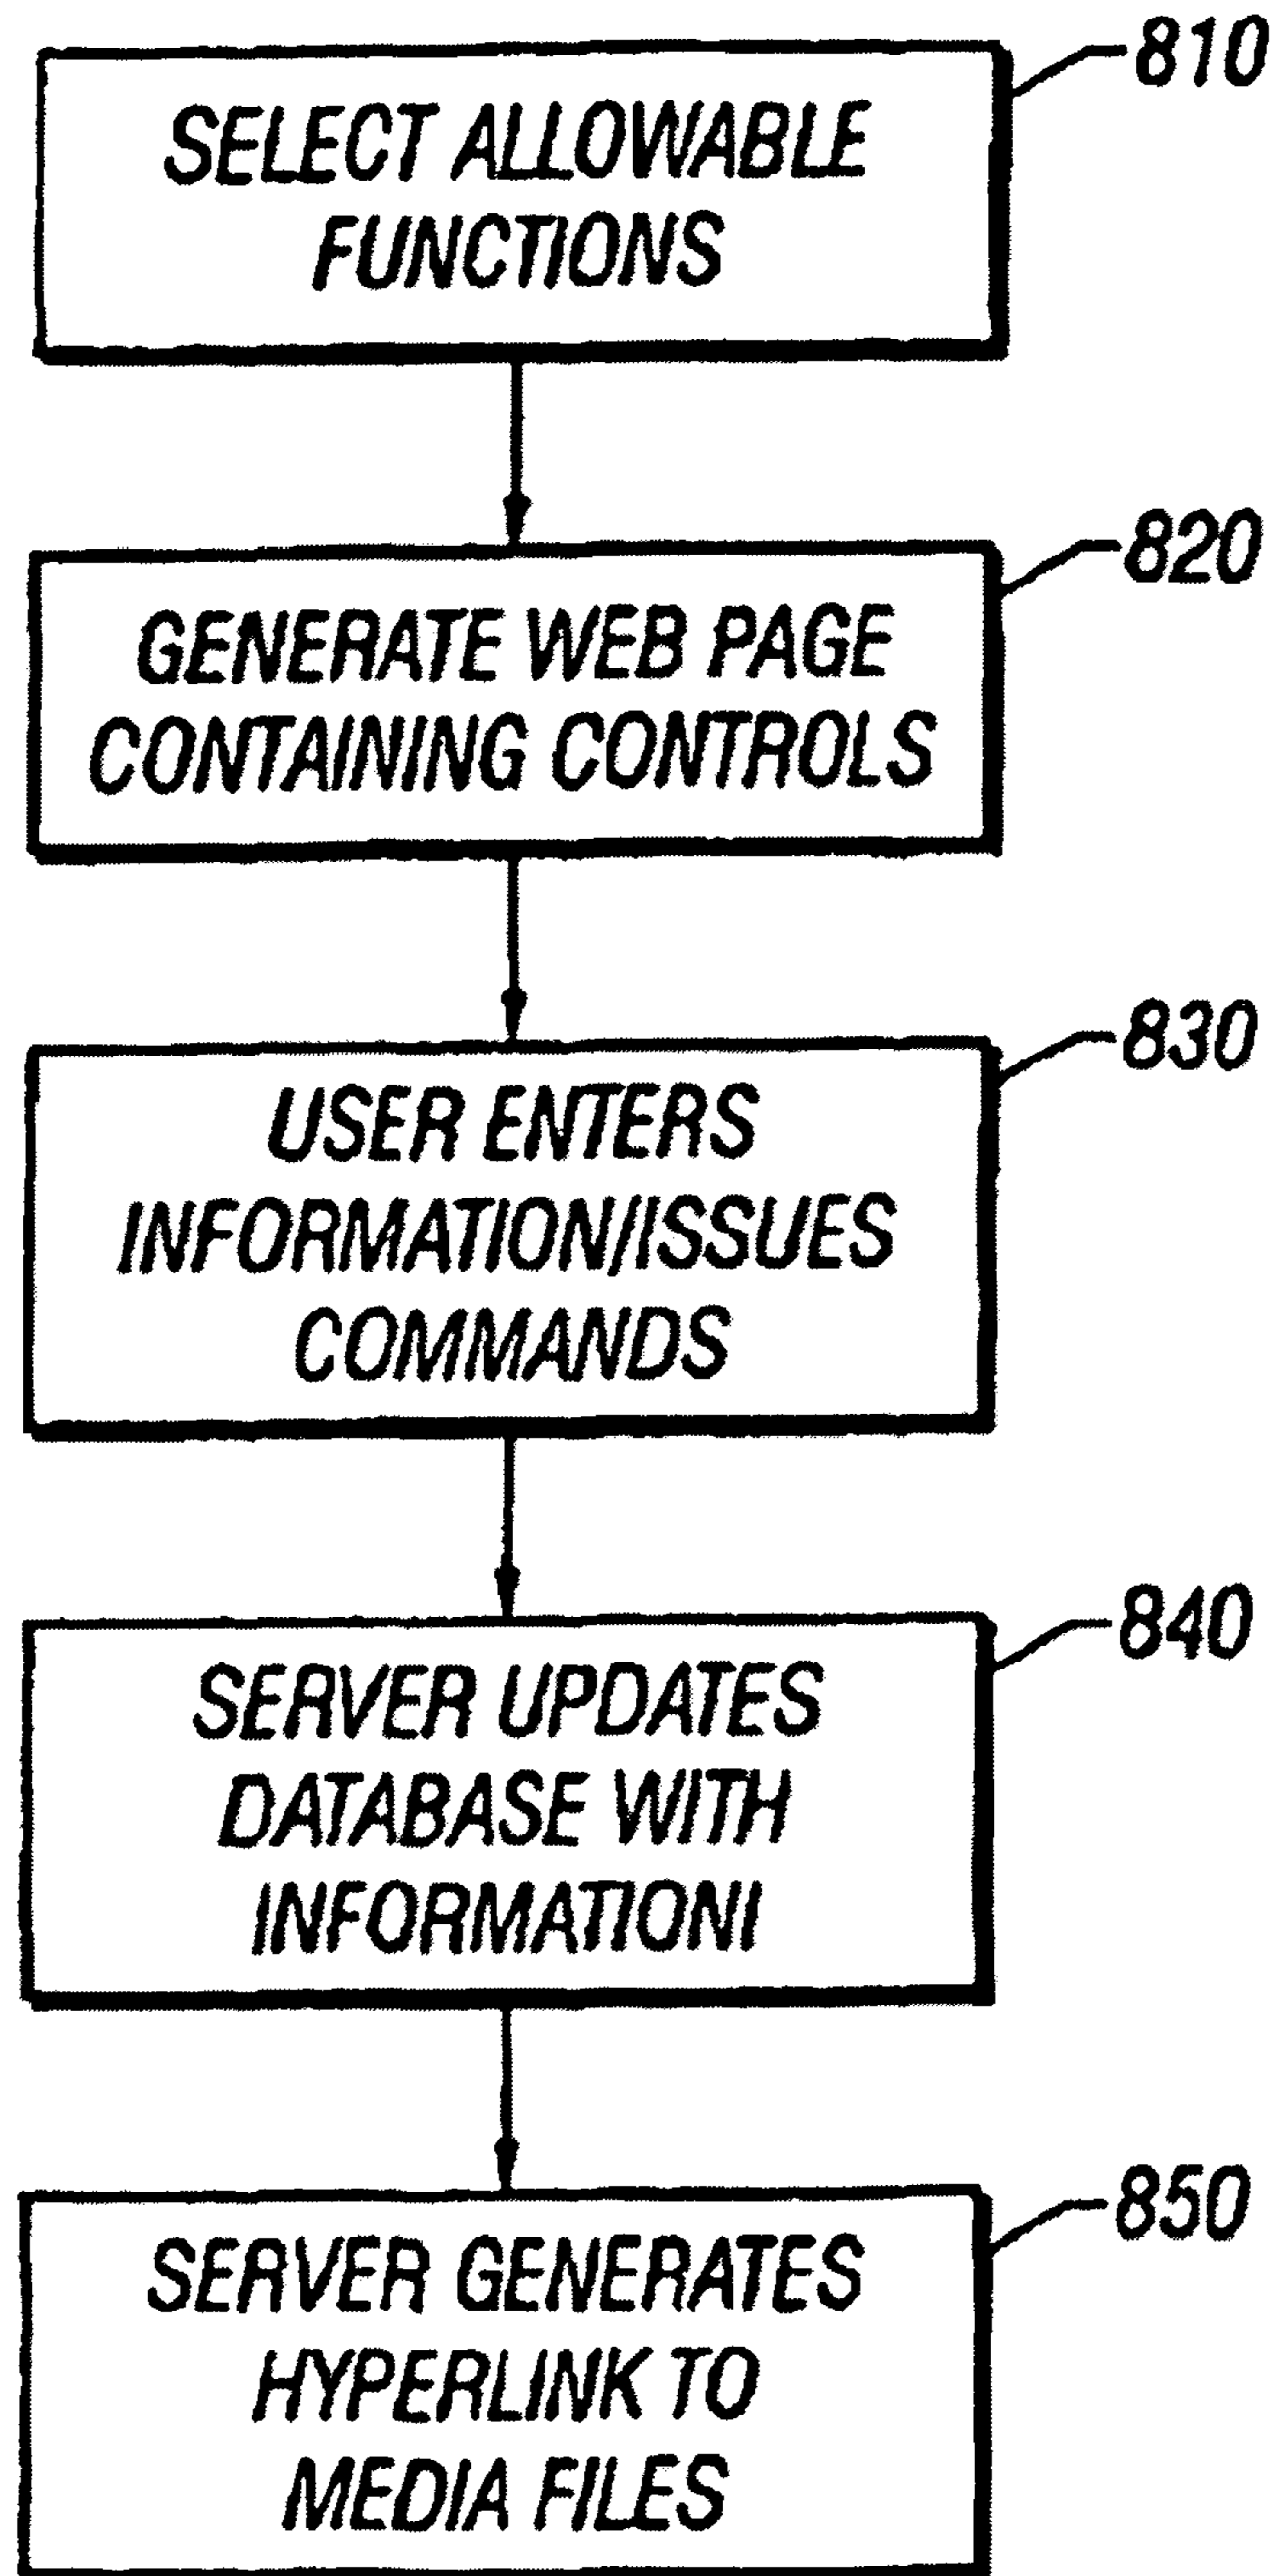 810
SELECT ALLOWABLE
FUNCTIONS
820
GENERATE WEB PAGE
CONTAINING CONTROLS
830
USER ENTERS
INFORMATION/ISSUES
COMMANDS
840
SERVER UPDATES
DATABASE WITH
INFORMATIONI
850
SERVER GENERATES
HYPERLINK TO
MEDIA FILES